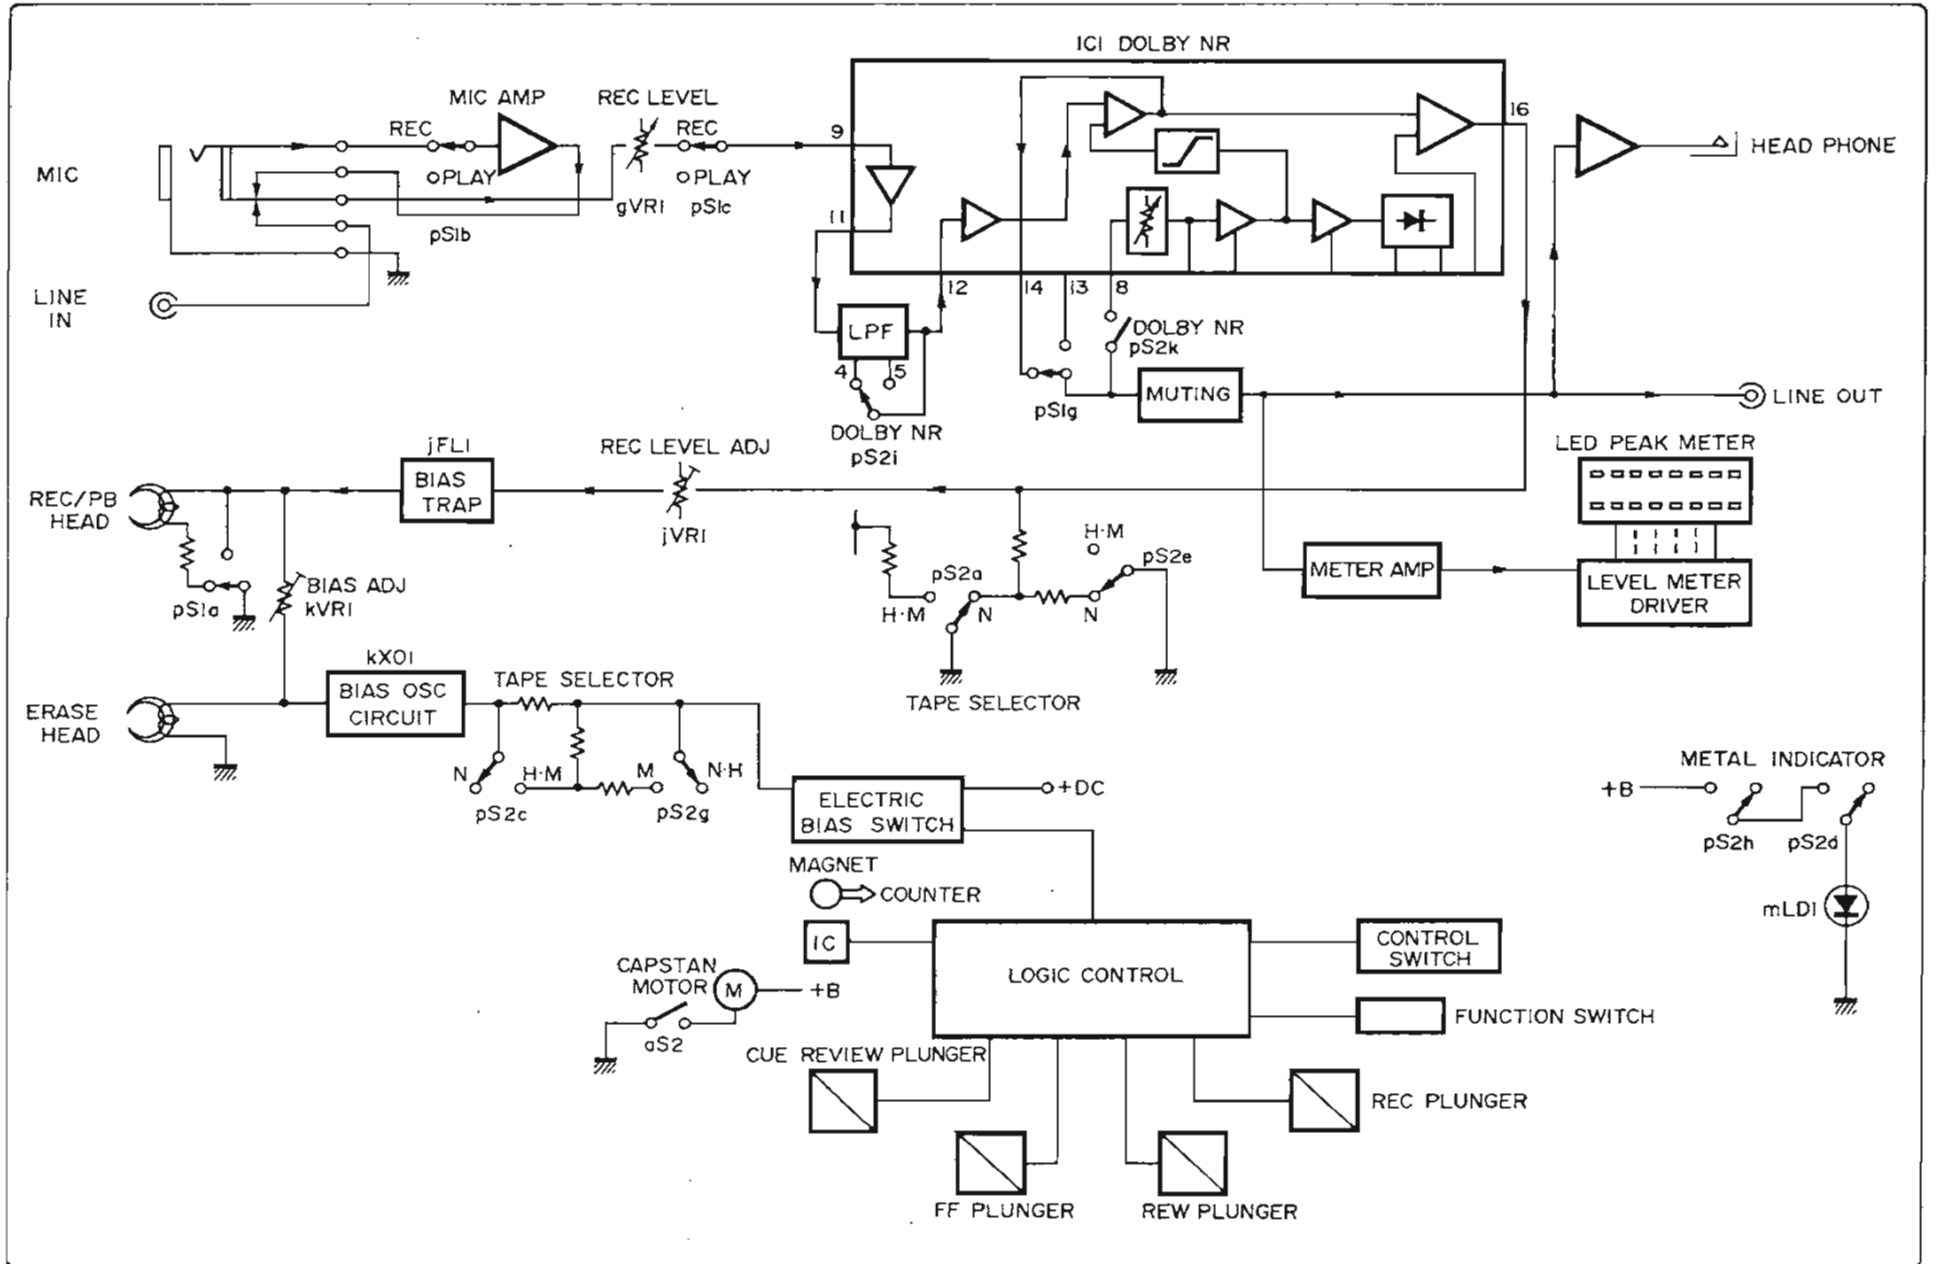 IC1 DOLBY NR
MIC AMP
REC LEVEL
REC
REC
16
9
HEAD PHONE
MIC
PLAY
PLAY
gVR1
pS1c
11
pS1b
12
14
13
8
LINE
IN
LPF
DOLBY NR
pS2k
4
5
MUTING
LINE OUT
pS1g
DOLBY NR
pS2i
jFL1
REC LEVEL ADJ
LED PEAK METER
BIAS
TRAP
REC/PB
HEAD
jVR1
H·M
pS2e
pS2a
METER AMP
LEVEL METER
DRIVER
BIAS ADJ
kVR1
pS1a
H·M
N
N
kX01
TAPE SELECTOR
BIAS OSC
CIRCUIT
TAPE SELECTOR
ERASE
HEAD
N
H·M
M
N·H
pS2c
pS2g
METAL INDICATOR
+B
pS2h
pS2d
ELECTRIC
BIAS SWITCH
+DC
MAGNET
COUNTER
mLD1
IC
CAPSTAN
MOTOR
M
+B
LOGIC CONTROL
CONTROL
SWITCH
FUNCTION SWITCH
aS2
CUE REVIEW PLUNGER
REC PLUNGER
FF PLUNGER
REW PLUNGER